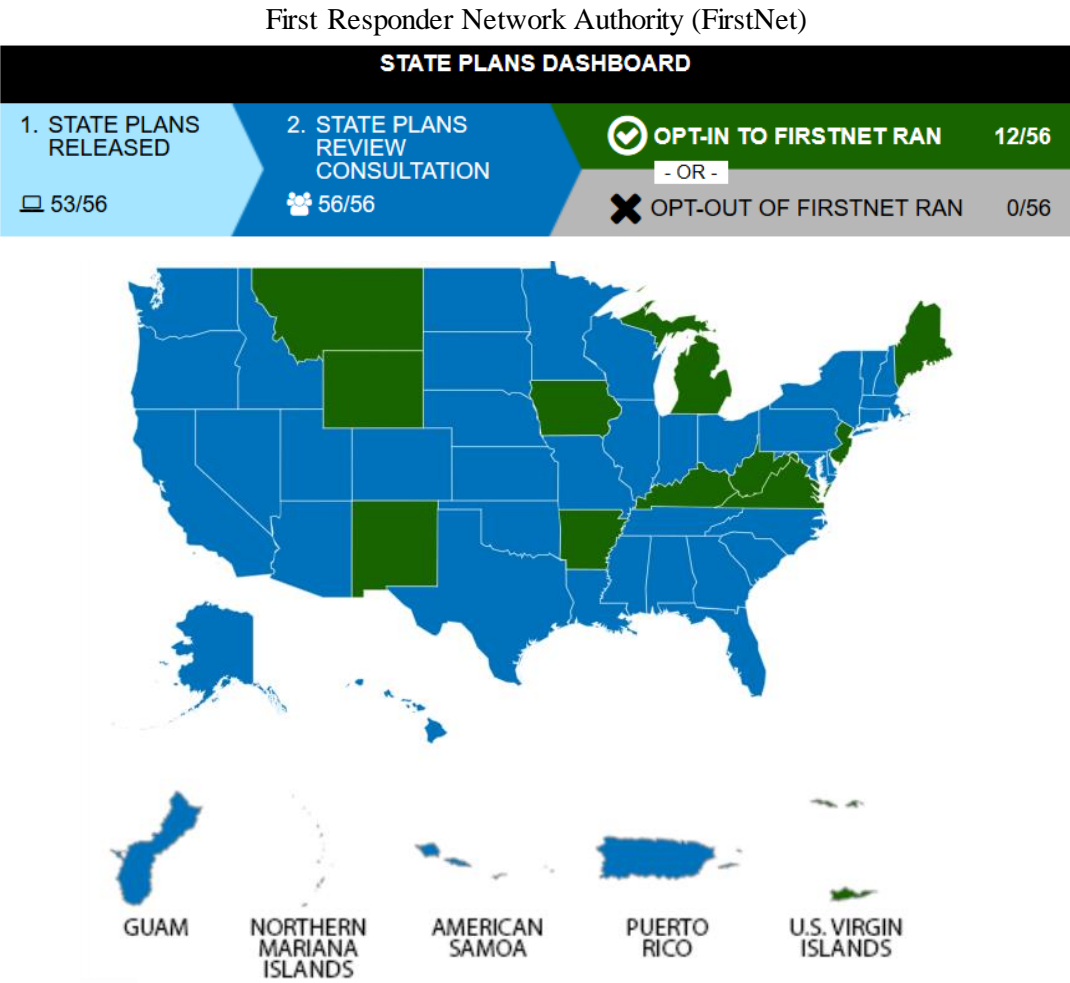 First Responder Network Authority (FirstNet)
STATE PLANS DASHBOARD
1. STATE PLANS
RELEASED
53/56
2. STATE PLANS
REVIEW
CONSULTATION
56/56
OPT-IN TO FIRSTNET RAN 12/56
- OR -
OPT-OUT OF FIRSTNET RAN 0/56
GUAM
NORTHERN
MARIANA
ISLANDS
AMERICAN
SAMOA
PUERTO
RICO
U.S. VIRGIN
ISLANDS